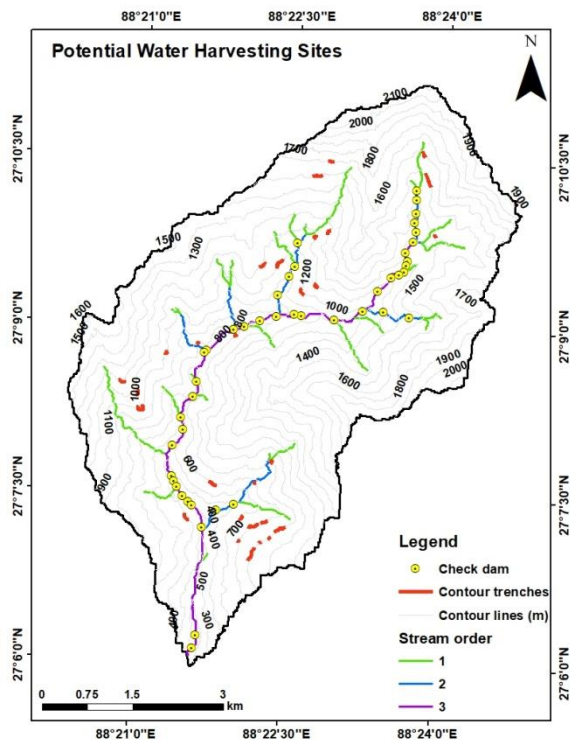 88°21'0"E
88°22'30"E
88°24'0"E
Potential Water Harvesting Sites
N
27°10'30"N
27°10'30"N
2100
2000
1900
1700
1800
1600
1900
1500
1300
1200
1500
1600
1500
1000
1700
27°9'0"N
27°9'0"N
1400
1900
2000
1600
1800
1000
1100
600
900
27°7'30"N
27°7'30"N
700
400
500
300
Legend
Check dam
Contour trenches
Contour lines (m)
Stream order
1
2
3
27°6'0"N
27°6'0"N
0 0.75 1.5 3
km
88°21'0"E
88°22'30"E
88°24'0"E